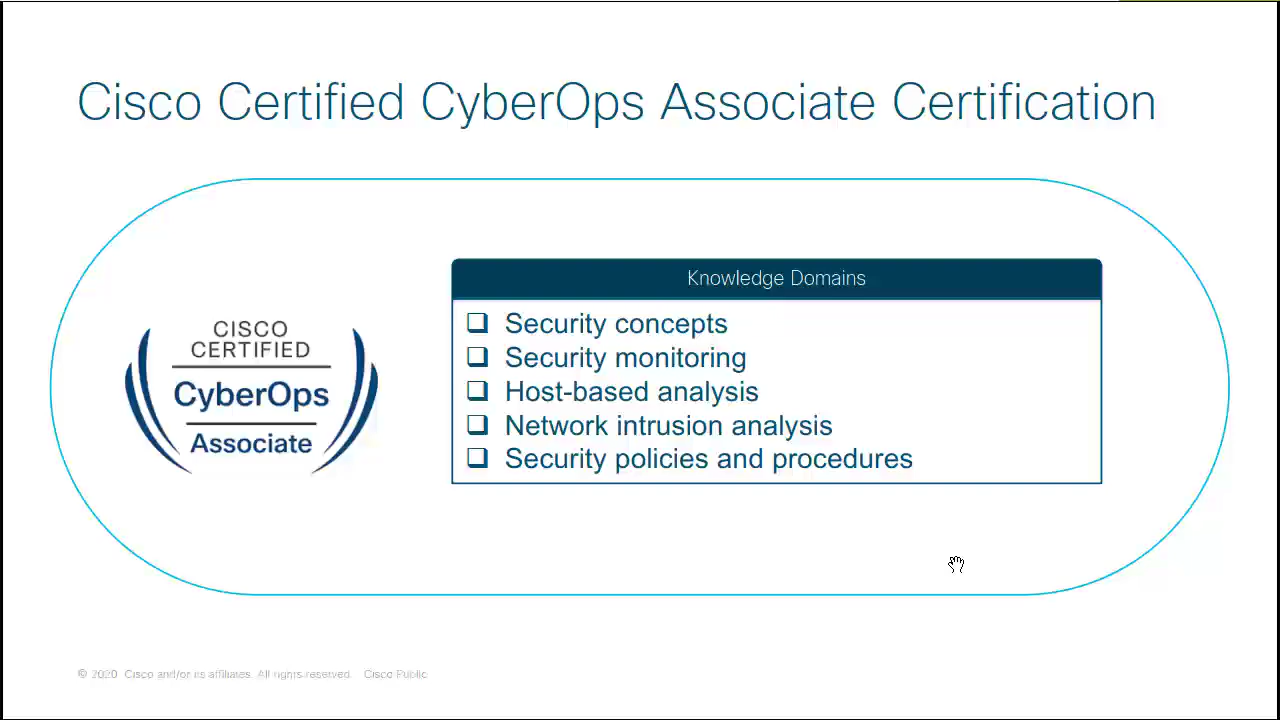 Cisco Certified CyberOps Associate Certification
CISCO
CERTIFIED
CyberOps
Associate
Knowledge Domains
❑ Security concepts
❑ Security monitoring
❑ Host-based analysis
❑ Network intrusion analysis
❑ Security policies and procedures
© 2020 Cisco and/or its affiliates. All rights reserved. Cisco Public